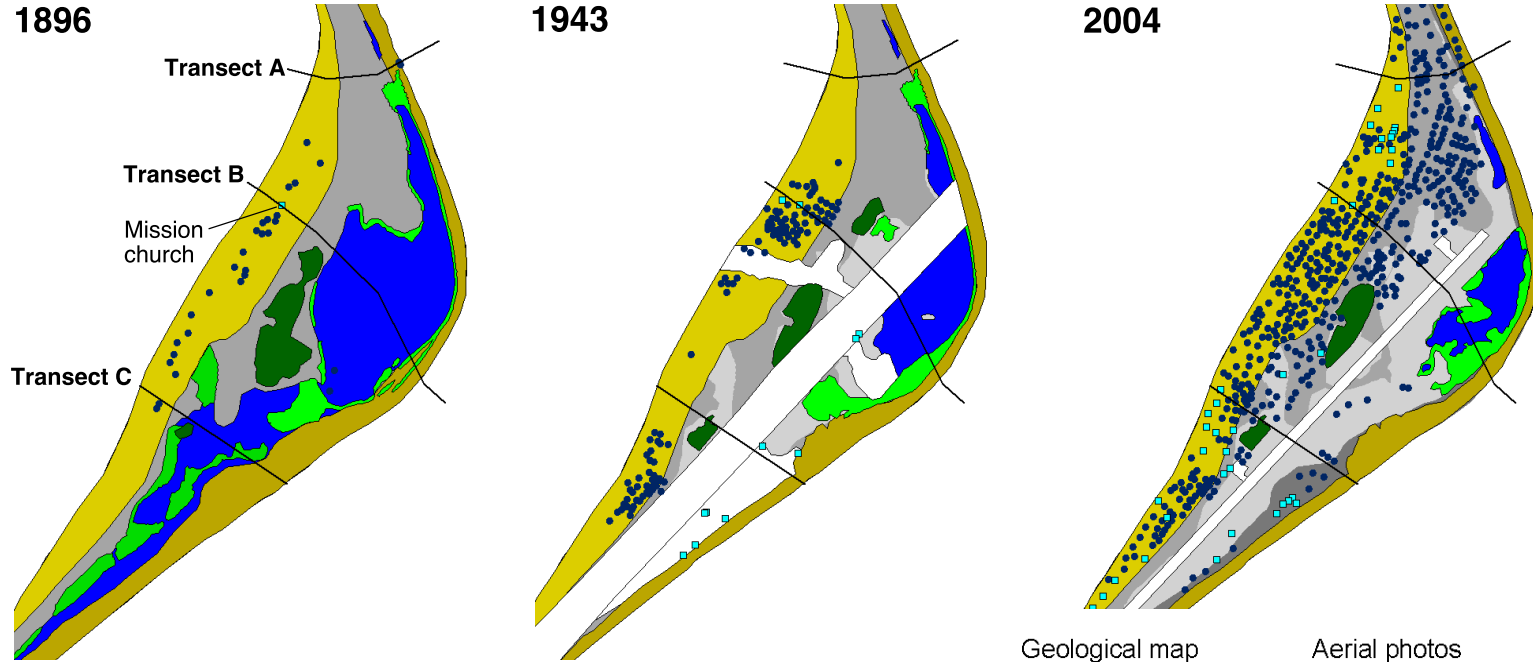 1896
1943
2004
Transect A
Transect B
Mission
church
Transect C
Geological map
Aerial photos